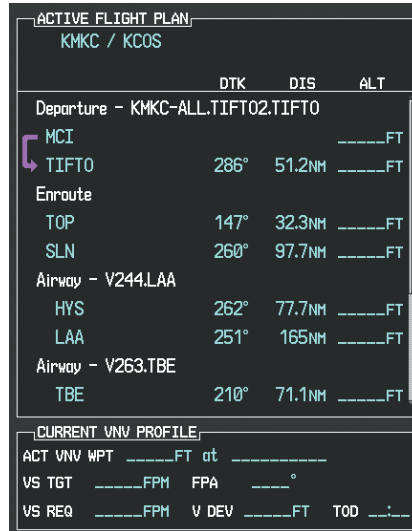 ACTIVE FLIGHT PLAN
KMKC / KCOS
DTK DIS ALT
Departure - KMKC-ALL.TIFTO2.TIFTO
MCI _____FT
TIFTO 286° 51.2NM _____FT
Enroute
TOP 147° 32.3NM _____FT
SLN 260° 97.7NM _____FT
Airway - V244.LAA
HYS 262° 77.7NM _____FT
LAA 251° 165NM _____FT
Airway - V263.TBE
TBE 210° 71.1NM _____FT
CURRENT VNV PROFILE
ACT VNV WPT _____FT at __________
VS TGT _____FPM FPA ____°
VS REQ _____FPM V DEV _____FT TOD __:__